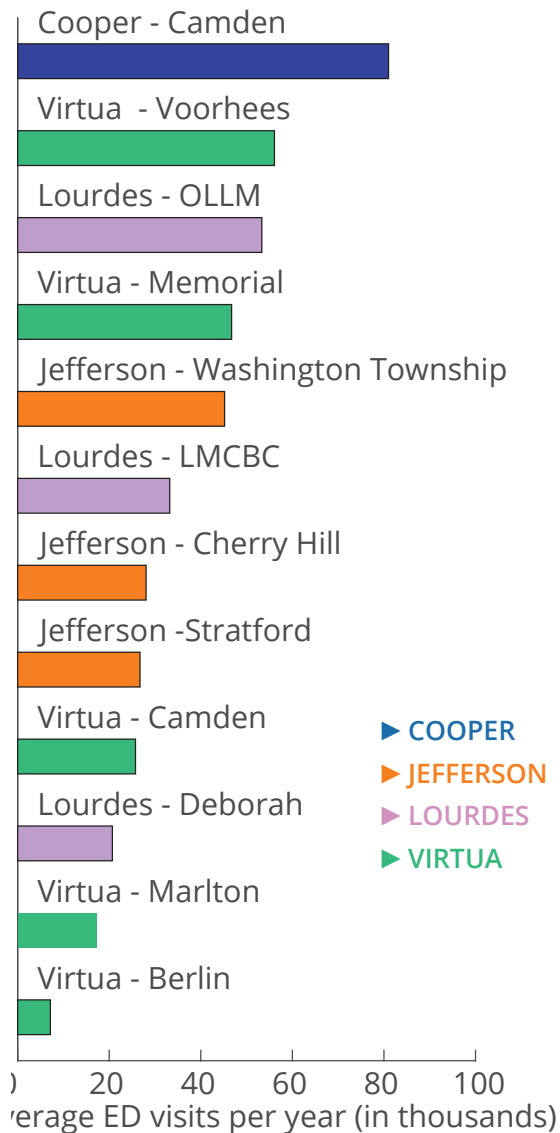 Cooper - Camden
Virtua - Voorhees
Lourdes - OLLM
Virtua - Memorial
Jefferson - Washington Township
Lourdes - LMCBC
Jefferson - Cherry Hill
Jefferson -Stratford
Virtua - Camden
► COOPER
► JEFFERSON
Lourdes - Deborah
► LOURDES
► VIRTUA
Virtua - Marlton
Virtua - Berlin
0 20 40 60 80 100
verage ED visits per year (in thousands)